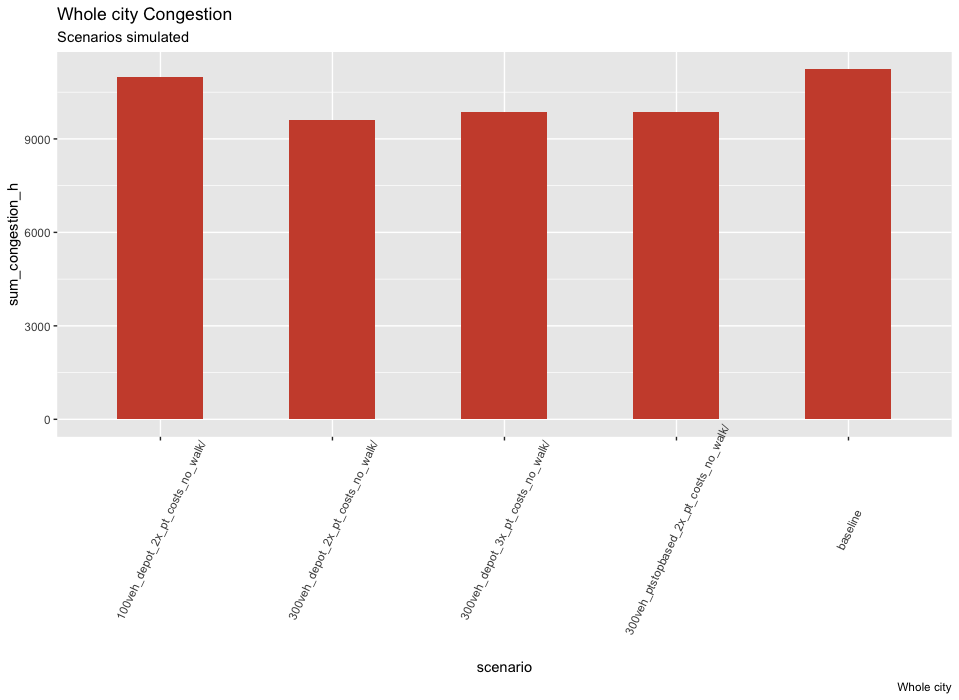 Whole city Congestion
Scenarios simulated
sum_congestion_h
9000
6000
3000
0
100veh_depot_2x_pt_costs_no_walk/
300veh_depot_2x_pt_costs_no_walk/
300veh_depot_3x_pt_costs_no_walk/
300veh_ptstopbased_2x_pt_costs_no_walk/
baseline
scenario
Whole city